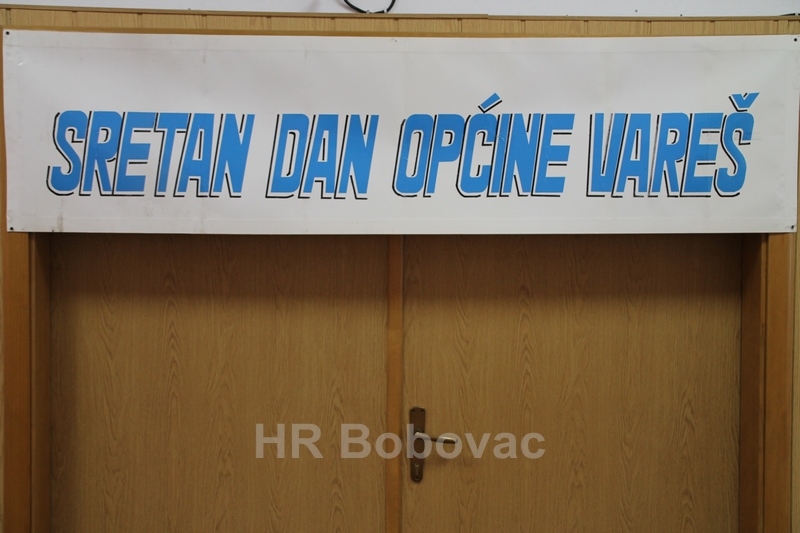 SRETAN DAN OPĆINE VAREŠ
HR Bobovac